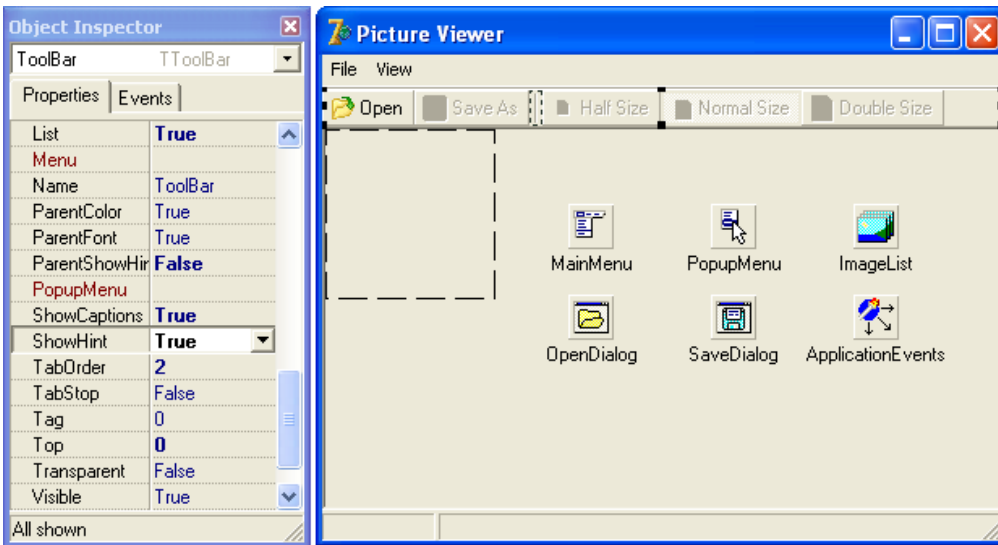 Object Inspector
ToolBar TToolBar
Properties Events
List True
Menu
Name ToolBar
ParentColor True
ParentFont True
ParentShowHin False
PopupMenu
ShowCaptions True
ShowHint True
TabOrder 2
TabStop False
Tag 0
Top 0
Transparent False
Visible True
All shown
Picture Viewer
File View
Open Save As Half Size Normal Size Double Size
MainMenu PopupMenu ImageList
OpenDialog SaveDialog ApplicationEvents